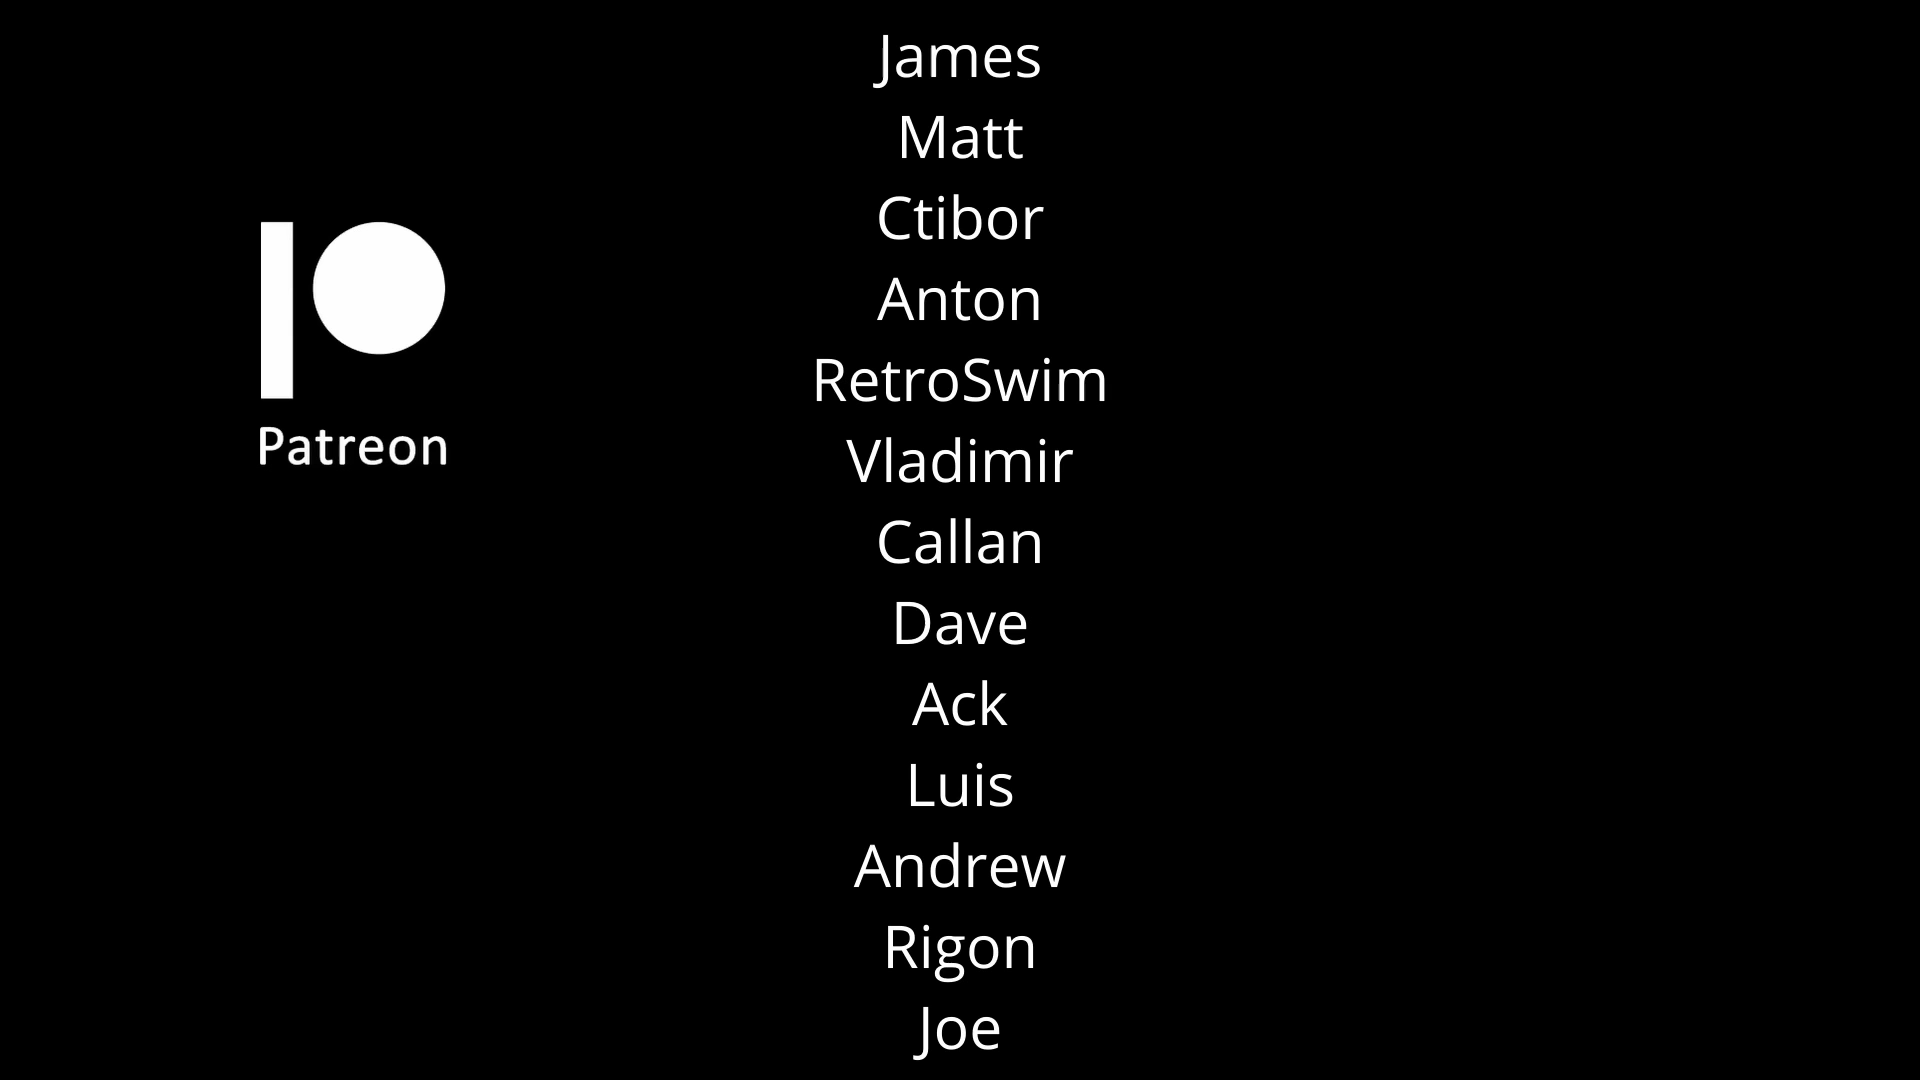 Patreon
James
Matt
Ctibor
Anton
RetroSwim
Vladimir
Callan
Dave
Ack
Luis
Andrew
Rigon
Joe